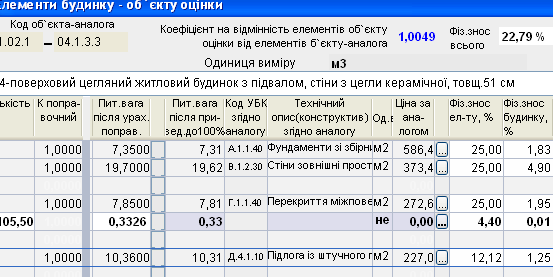 лементи будинку - об`єкту оцінки
Код об`єкта-аналога
1.02.1 — 04.1.3.3
Коефіцієнт на відмінність елементів об`єкту оцінки від елементів б`єкту-аналога
1,0049
Фіз.знос всього
22,79 %
Одиниця виміру м3
4-поверховий цегляний житловий будинок з підвалом, стіни з цегли керамічної, товщ.51 см
ькість К попра-вочний Пит.вага після урах. поправ. Пит.вага після при-вед.до100% Код УБК згідно аналогу Технічний опис(конструктив) згідно аналогу Од.в Ціна за ана-логом Фіз.знос ел-ту, % Фіз.знос будинку, %
1,0000 7,3500 ... 7,31 А.1.1.40 Фундаменти зі збірн м2 586,4 ... 25,00 1,83
1,0000 19,7000 19,62 В.1.2.30 Стіни зовнішні прост м2 373,4 ... 25,00 4,90
1,0000 7,8500 7,81 Г.1.1.40 Перекриття міжпове м2 272,6 ... 25,00 1,95
105,50 0,3326 0,33 не 0,00 ... 4,40 0,01
1,0000 10,3600 10,31 Д.4.1.10 Підлога із штучного п м2 227,0 ... 12,12 1,25